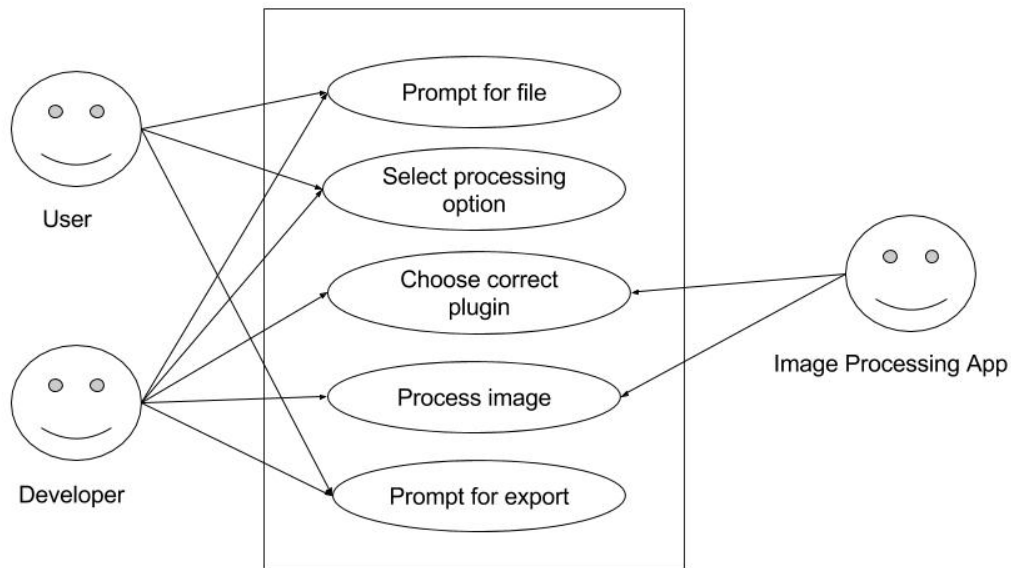 Prompt for file
Select processing
option
User
Choose correct
plugin
Image Processing App
Process image
Developer
Prompt for export